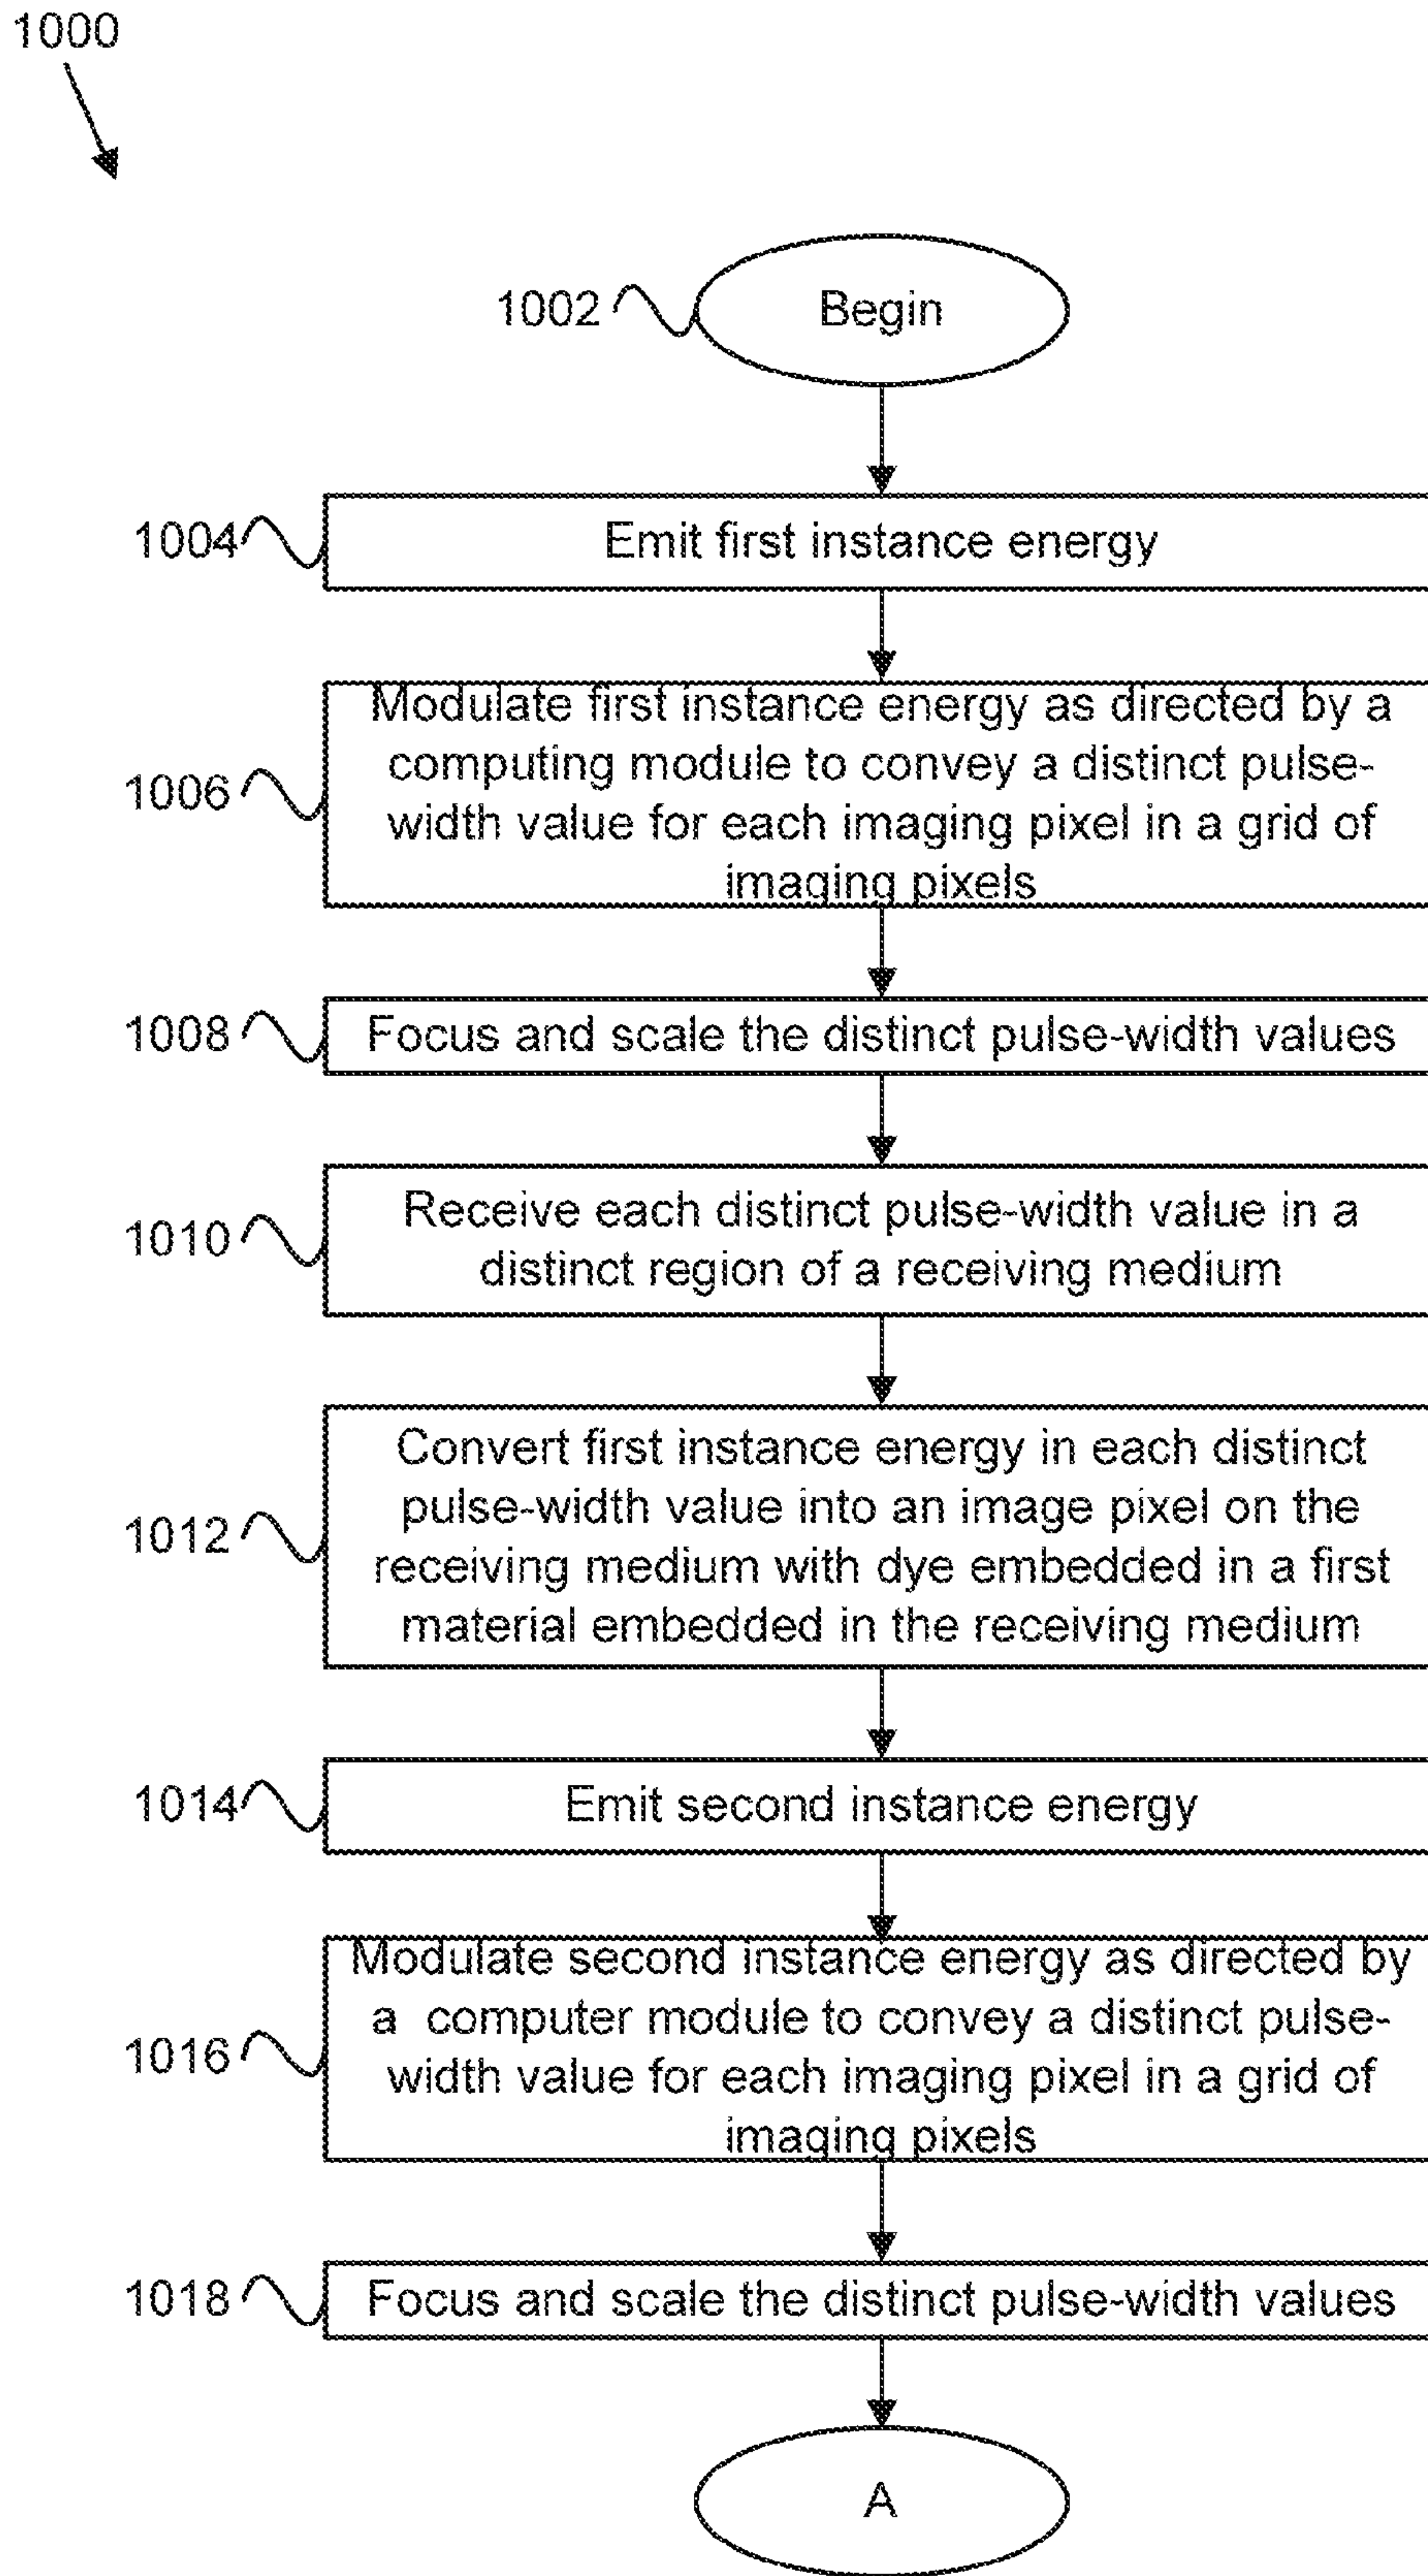 1000
1002
Begin
1004
Emit first instance energy
1006
Modulate first instance energy as directed by a
computing module to convey a distinct pulse-
width value for each imaging pixel in a grid of
imaging pixels
1008
Focus and scale the distinct pulse-width values
1010
Receive each distinct pulse-width value in a
distinct region of a receiving medium
1012
Convert first instance energy in each distinct
pulse-width value into an image pixel on the
receiving medium with dye embedded in a first
material embedded in the receiving medium
1014
Emit second instance energy
1016
Modulate second instance energy as directed by
a  computer module to convey a distinct pulse-
width value for each imaging pixel in a grid of
imaging pixels
1018
Focus and scale the distinct pulse-width values
A